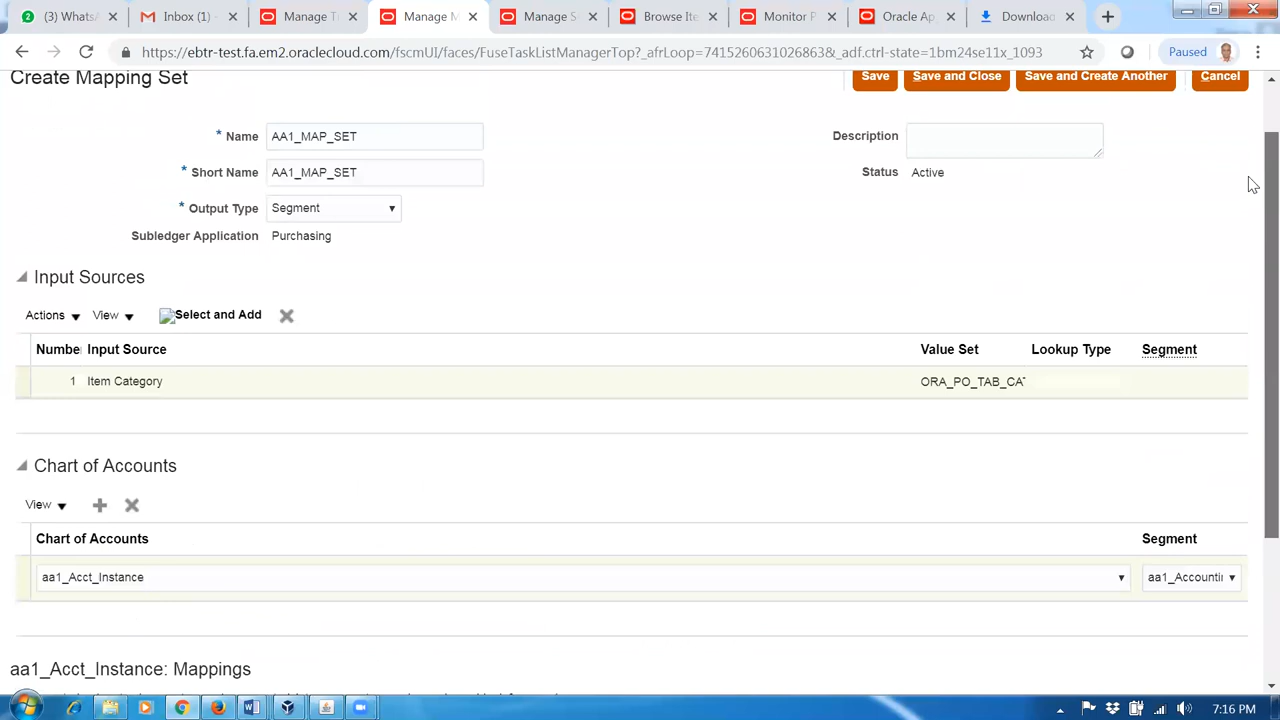 (3) WhatsA
Inbox (1) -
Manage T
Manage M
Manage S
Browse Ite
Monitor P
Oracle Ap
Downloa
https://ebtr-test.fa.em2.oraclecloud.com/fscmUI/faces/FuseTaskListManagerTop?_afrLoop=74152606310268638&_adf.ctrl-state=1bm24se11x_1093
Paused
Create Mapping Set
Save
Save and Close
Save and Create Another
Cancel
* Name AA1_MAP_SET
Description
* Short Name AA1_MAP_SET
Status Active
* Output Type Segment
Subledger Application Purchasing
Input Sources
Actions View Select and Add
Numbe Input Source Value Set Lookup Type Segment
1 Item Category ORA_PO_TAB_CAT
Chart of Accounts
View
Chart of Accounts Segment
aa1_Acct_Instance aa1_Accountin
aa1_Acct_Instance: Mappings
7:16 PM